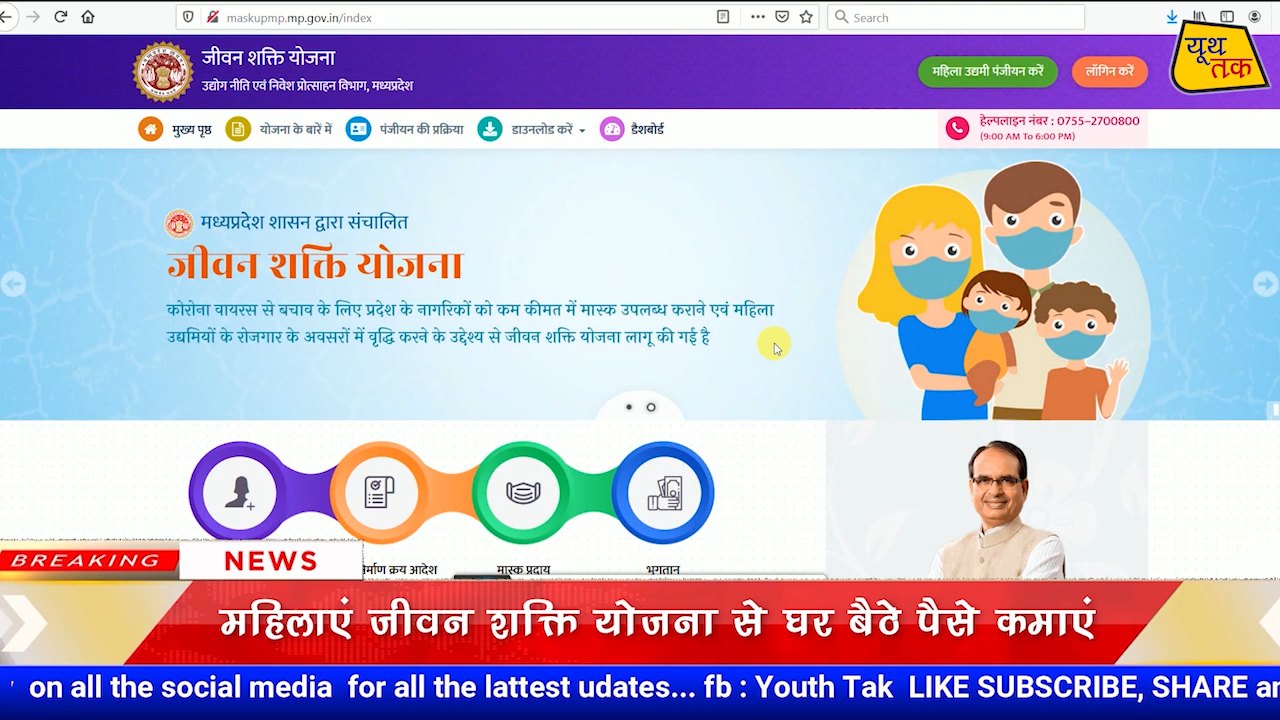 maskupmp.mp.gov.in/index
Search
जीवन शक्ति योजना
उद्योग नीति एवं निवेश प्रोत्साहन विभाग, मध्यप्रदेश
महिला उद्यमी पंजीयन करें
लॉगिन करें
यूथ
तक
मुख्य पृष्ठ
योजना के बारें में
पंजीयन की प्रक्रिया
डाउनलोड करें
डैशबोर्ड
हेल्पलाइन नंबर : 0755-2700800
(9:00 AM To 6:00 PM)
मध्यप्रदेश शासन द्वारा संचालित
जीवन शक्ति योजना
कोरोना वायरस से बचाव के लिए प्रदेश के नागरिकों को कम कीमत में मास्क उपलब्ध कराने एवं महिला
उद्यमियों के रोजगार के अवसरों में वृद्धि करने के उद्देश्य से जीवन शक्ति योजना लागू की गई है
क्रय आदेश
मास्क प्रदाय
भुगतान
BREAKING
NEWS
महिलाएं जीवन शक्ति योजना से घर बैठे पैसे कमाएं
on all the social media for all the lattest udates... fb : Youth Tak LIKE SUBSCRIBE, SHARE